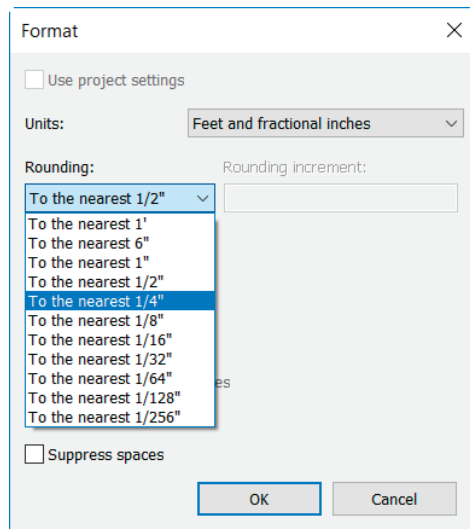 Format
Use project settings
Units: Feet and fractional inches
Rounding: Rounding increment:
To the nearest 1/2"
To the nearest 1'
To the nearest 6"
To the nearest 1"
To the nearest 1/2"
To the nearest 1/4"
To the nearest 1/8"
To the nearest 1/16"
To the nearest 1/32"
To the nearest 1/64"
To the nearest 1/128"
To the nearest 1/256"
Suppress spaces
OK Cancel